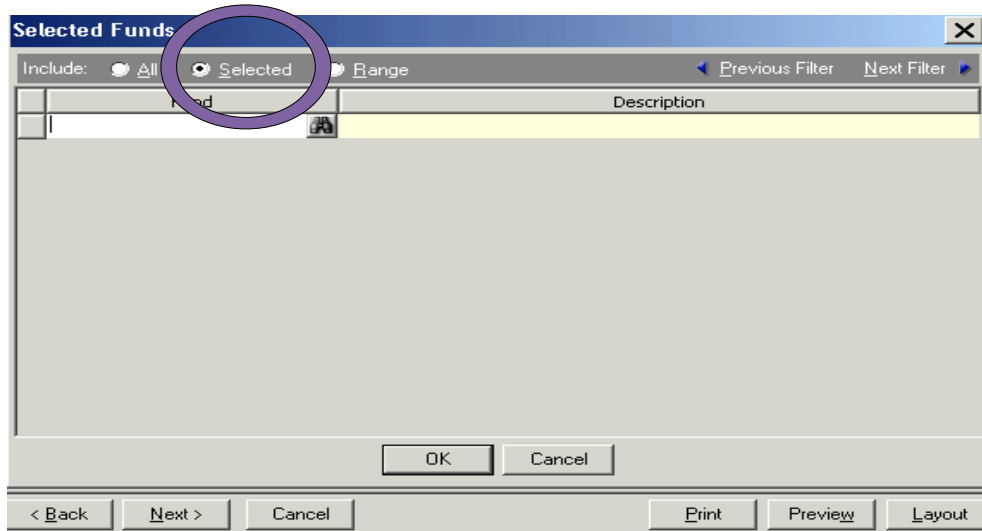 Selected Funds
Include: All Selected Range Previous Filter Next Filter
Fund Description
OK Cancel
< Back Next > Cancel Print Preview Layout